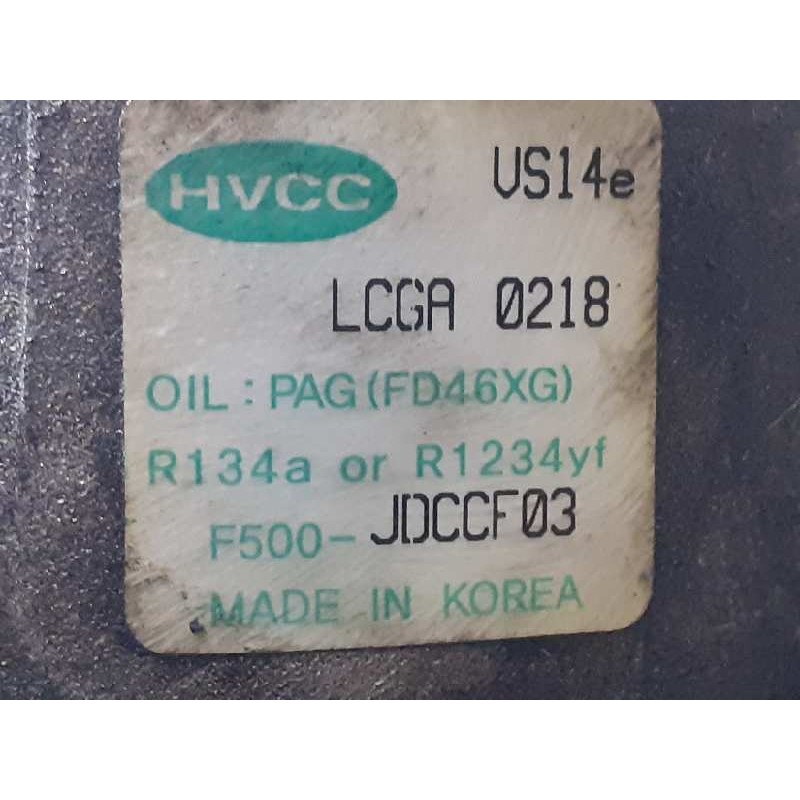 HVCC VS14e
LCGA 0218
OIL : PAG (FD46XG)
R134a or R1234yf
F500-JDCCF03
MADE IN KOREA